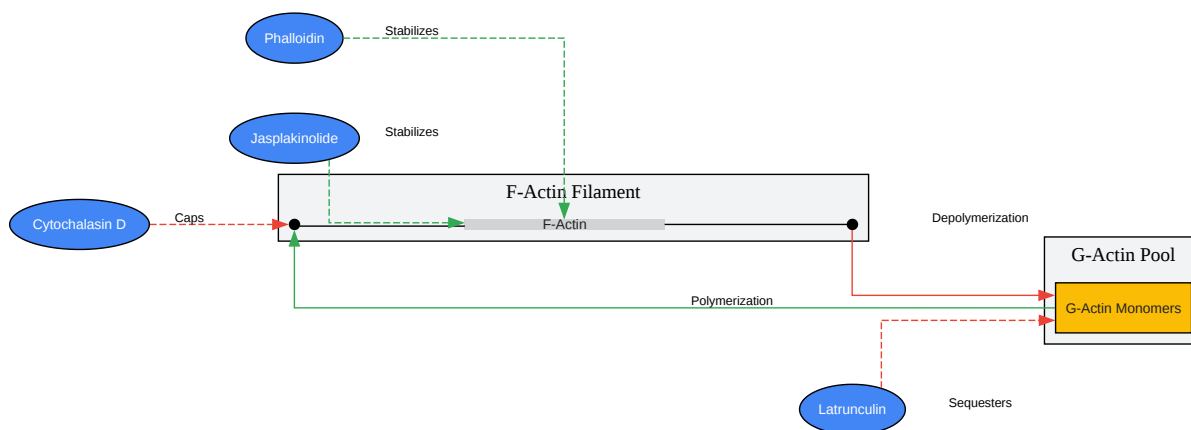 Phalloidin
Stabilizes
Jasplakinolide
Stabilizes
F-Actin Filament
Cytochalasin D
Caps
F-Actin
Depolymerization
G-Actin Pool
Polymerization
G-Actin Monomers
Latrunculin
Sequesters